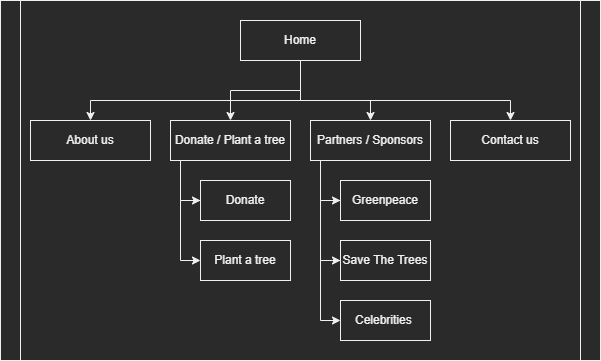 Home
About us
Donate / Plant a tree
Partners / Sponsors
Contact us
Donate
Greenpeace
Plant a tree
Save The Trees
Celebrities